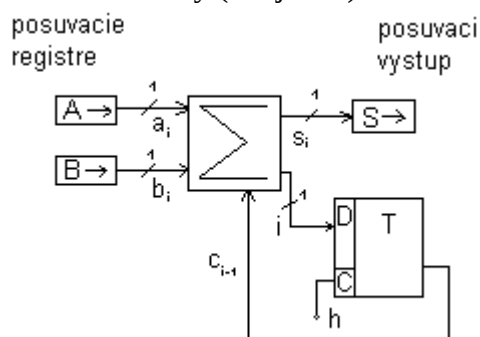 posuvacie
registre
posuvaci
vystup
1
1
1
A→
a_i
s_i
S→
Σ
B→
b_i
1
i
D
T
c_i-1
C
h